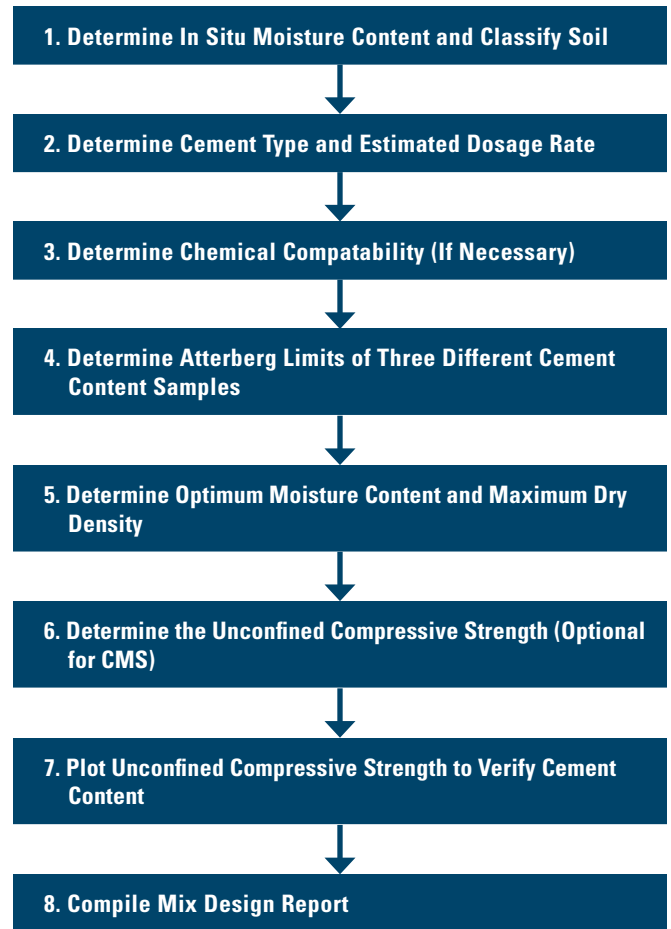 1. Determine In Situ Moisture Content and Classify Soil
2. Determine Cement Type and Estimated Dosage Rate
3. Determine Chemical Compatability (If Necessary)
4. Determine Atterberg Limits of Three Different Cement
Content Samples
5. Determine Optimum Moisture Content and Maximum Dry
Density
6. Determine the Unconfined Compressive Strength (Optional
for CMS)
7. Plot Unconfined Compressive Strength to Verify Cement
Content
8. Compile Mix Design Report